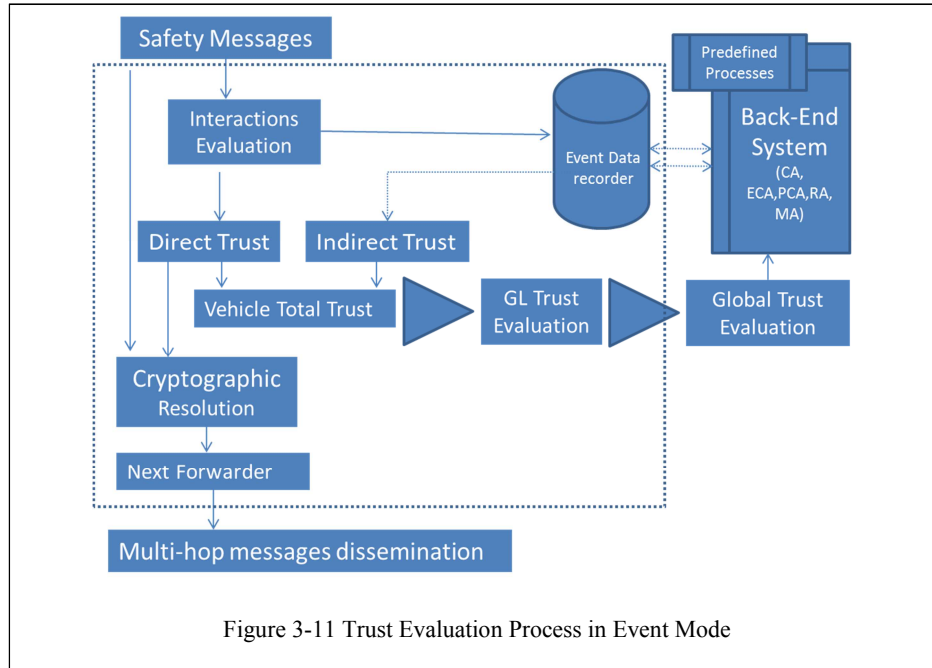 Safety Messages
Predefined
Processes
Interactions
Evaluation
Event Data
recorder
Back-End
System
(CA,
ECA,PCA,RA,
MA)
Direct Trust
Indirect Trust
Vehicle Total Trust
GL Trust
Evaluation
Global Trust
Evaluation
Cryptographic
Resolution
Next Forwarder
Multi-hop messages dissemination
Figure 3-11 Trust Evaluation Process in Event Mode